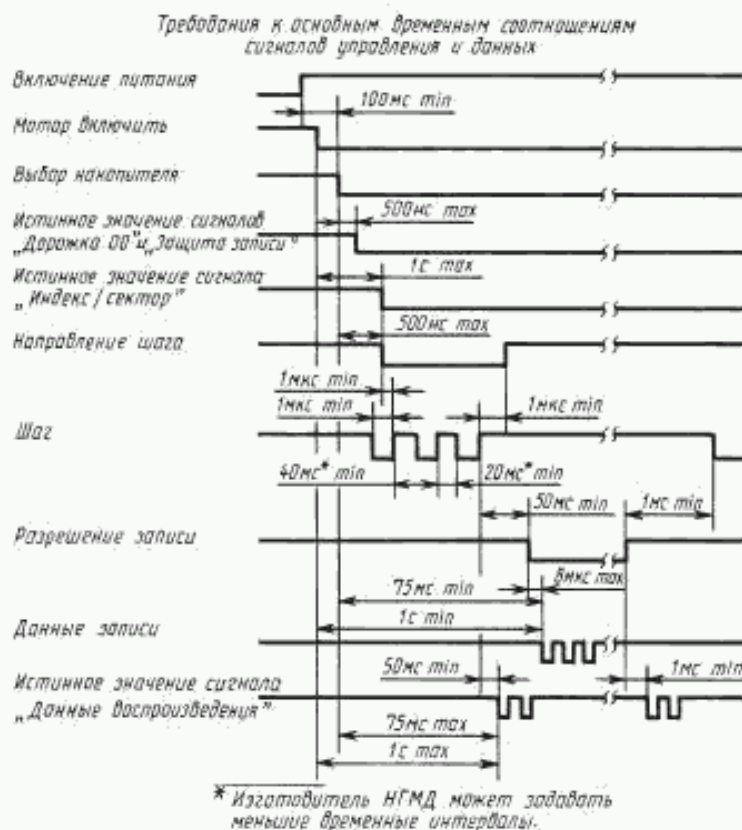 Требования к основным временным соотношениям
сигналов управления и данных
Включение питания
100мс min
Мотор включить
Выбор накопителя
500мс max
Истинное значение сигналов
„Дорожка 00" и „Защита записи"
1с max
Истинное значение сигнала
„Индекс / сектор"
500мс max
Направление шага
1мкс min
1мкс min
1мкс min
Шаг
40мс* min
20мс* min
50мс min
1мс min
Разрешение записи
8мкс max
75мс min
1с min
Данные записи
50мс min
1мс min
Истинное значение сигнала
„Данные воспроизведения"
75мс max
1с max
* Изготовитель НГМД может задавать
меньшие временные интервалы.